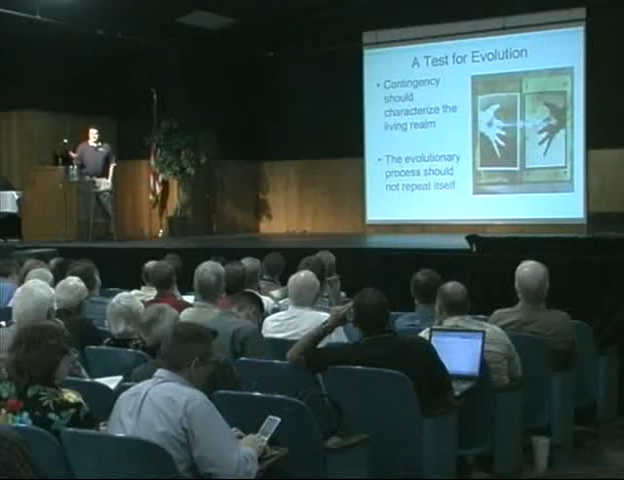 A Test for Evolution
• Contingency
should
characterize the
living realm
• The evolutionary
process should
not repeat itself